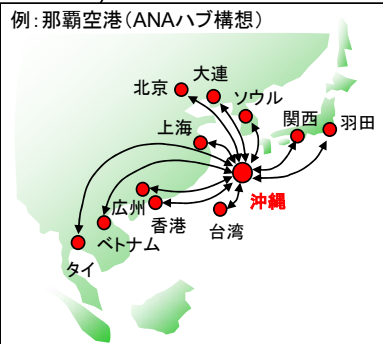 例:那覇空港(ANAハブ構想)
北京
大連
ソウル
関西
羽田
上海
沖縄
広州
香港
台湾
ベトナム
タイ